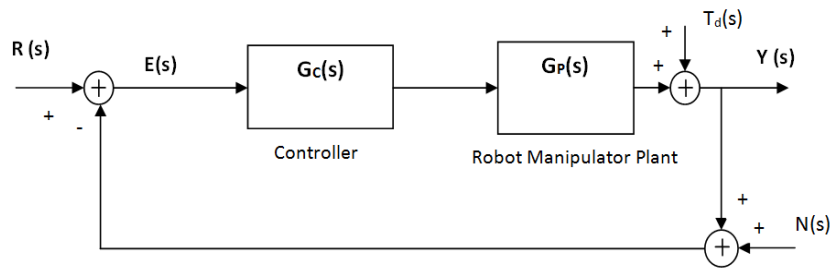 R (s)
+
-
E(s)
Gc(s)
Controller
GP(s)
Robot Manipulator Plant
+
+
Td(s)
Y (s)
+
+
N(s)
+
+
+